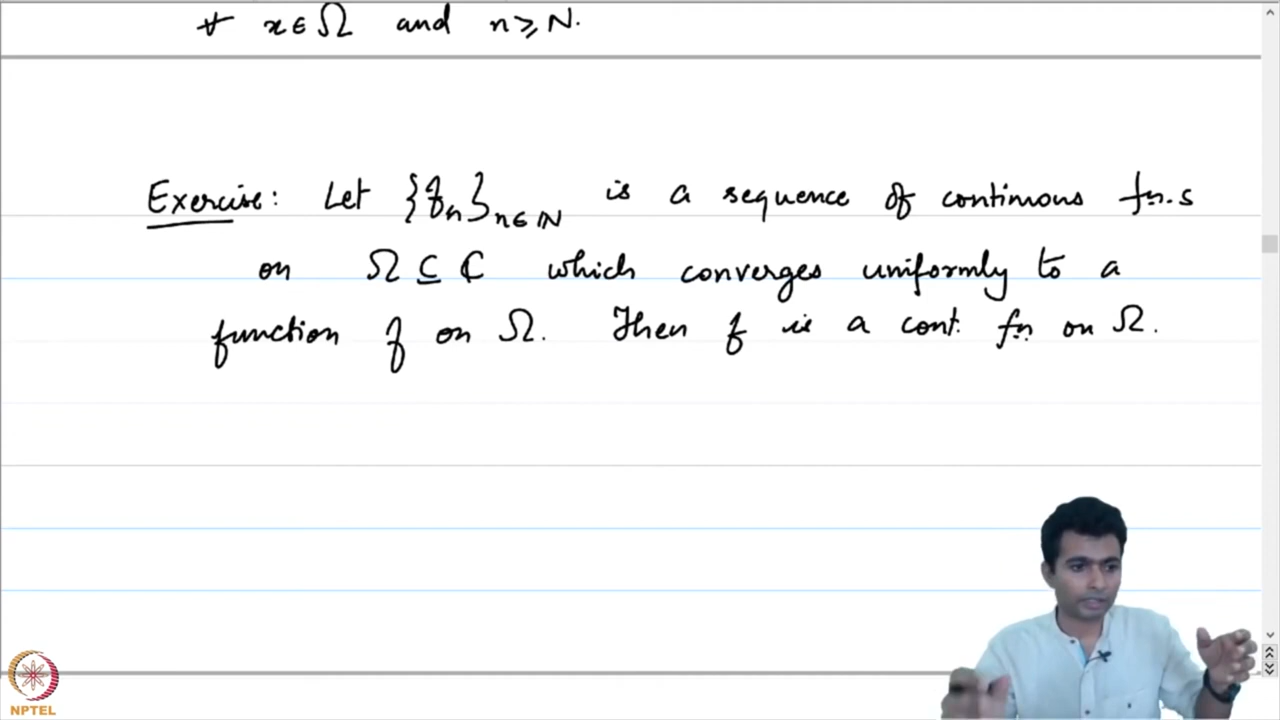 ∀ x ∈ Ω and n ⩾ N.
Exercise: Let {f_n}_{n∈ℕ} is a sequence of continuous fn.s
on Ω ⊆ ℂ which converges uniformly to a
function f on Ω. Then f is a cont. fn. on Ω.
NPTEL